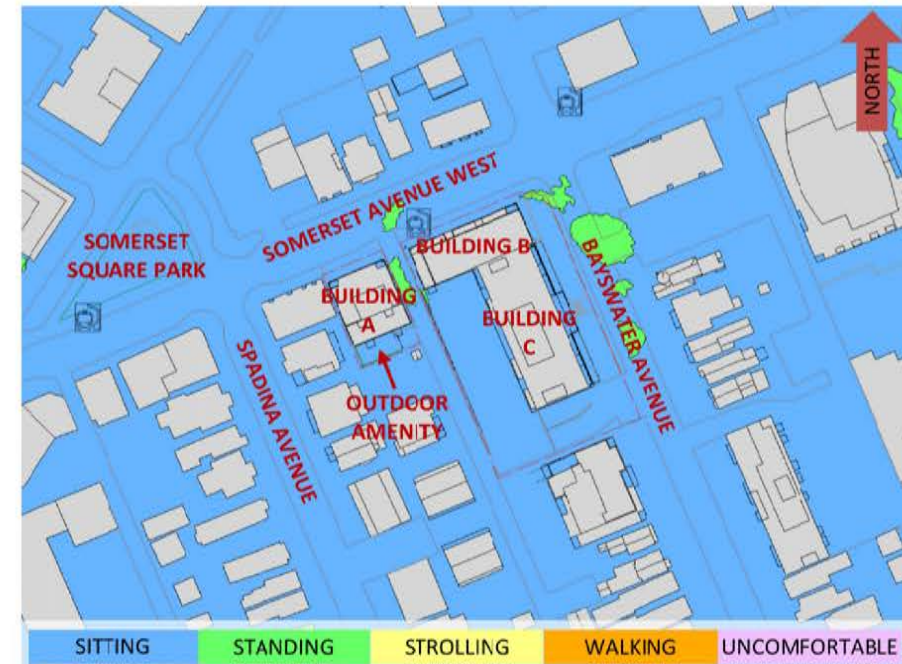 NORTH
SOMERSET AVENUE WEST
SOMERSET
SQUARE PARK
BUILDING B
BUILDING
A
BUILDING
C
BAYSWATER AVENUE
SPADINA AVENUE
OUTDOOR
AMENITY
SITTING
STANDING
STROLLING
WALKING
UNCOMFORTABLE